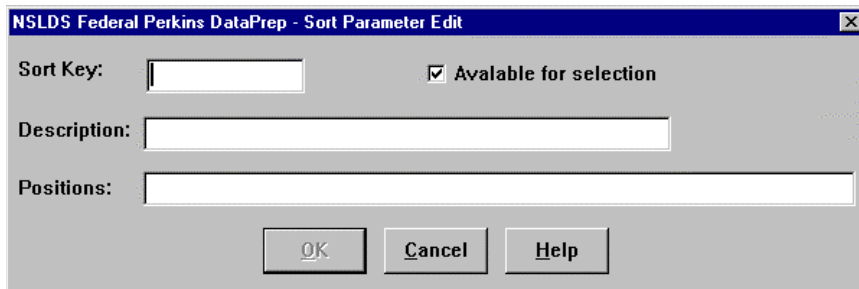 NSLDS Federal Perkins DataPrep - Sort Parameter Edit
Sort Key:
Avalable for selection
Description:
Positions:
OK Cancel Help